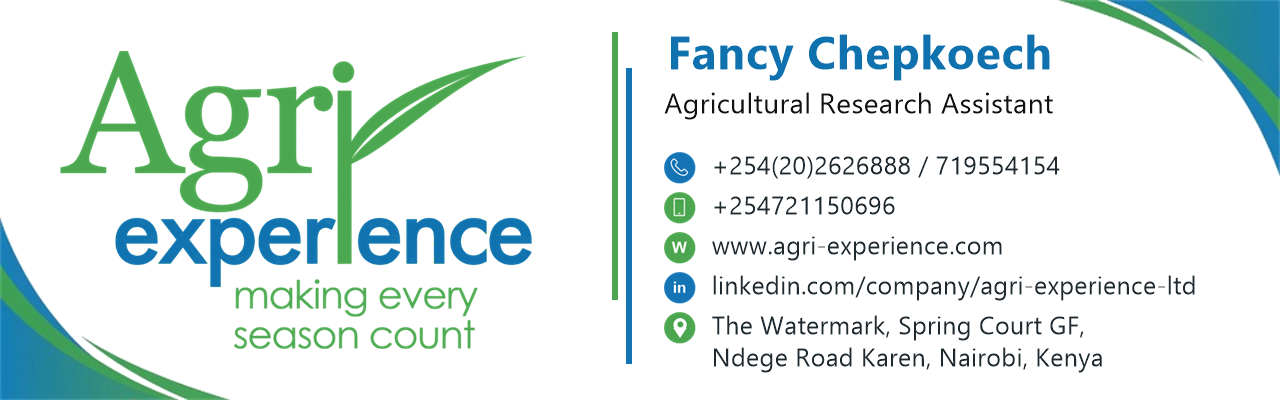 Agri
experience
making every
season count
Fancy Chepkoech
Agricultural Research Assistant
+254(20)2626888 / 719554154
+254721150696
W www.agri-experience.com
in linkedin.com/company/agri-experience-ltd
The Watermark, Spring Court GF,
Ndege Road Karen, Nairobi, Kenya